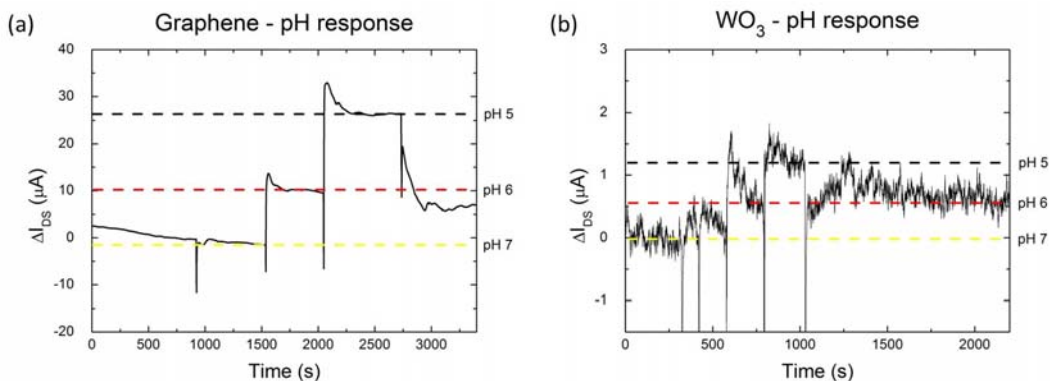 (a) Graphene - pH response
40
30
20
10
0
-10
-20
ΔI_DS (μA)
pH 5
pH 6
pH 7
0 500 1000 1500 2000 2500 3000
Time (s)
(b) WO₃ - pH response
3
2
1
0
-1
ΔI_DS (μA)
pH 5
pH 6
pH 7
0 500 1000 1500 2000
Time (s)